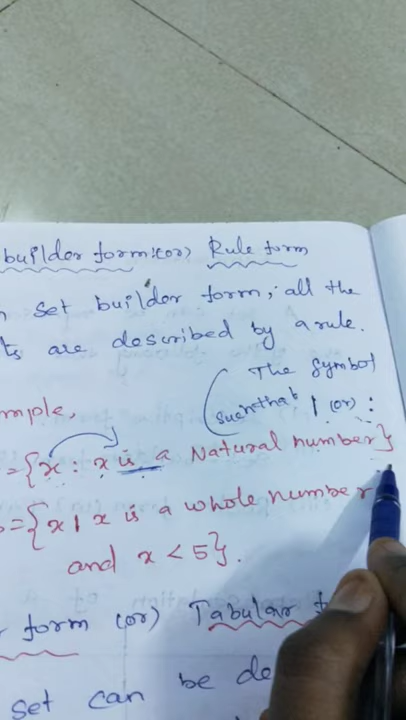 builder form: (or) Rule form
n set builder form, all the
ts are described by a rule.
The symbol
such that | (or) :
mple,
= {x : x is a Natural number}
= {x | x is a whole number
and x < 5}.
r form (or) Tabular f
set can be de